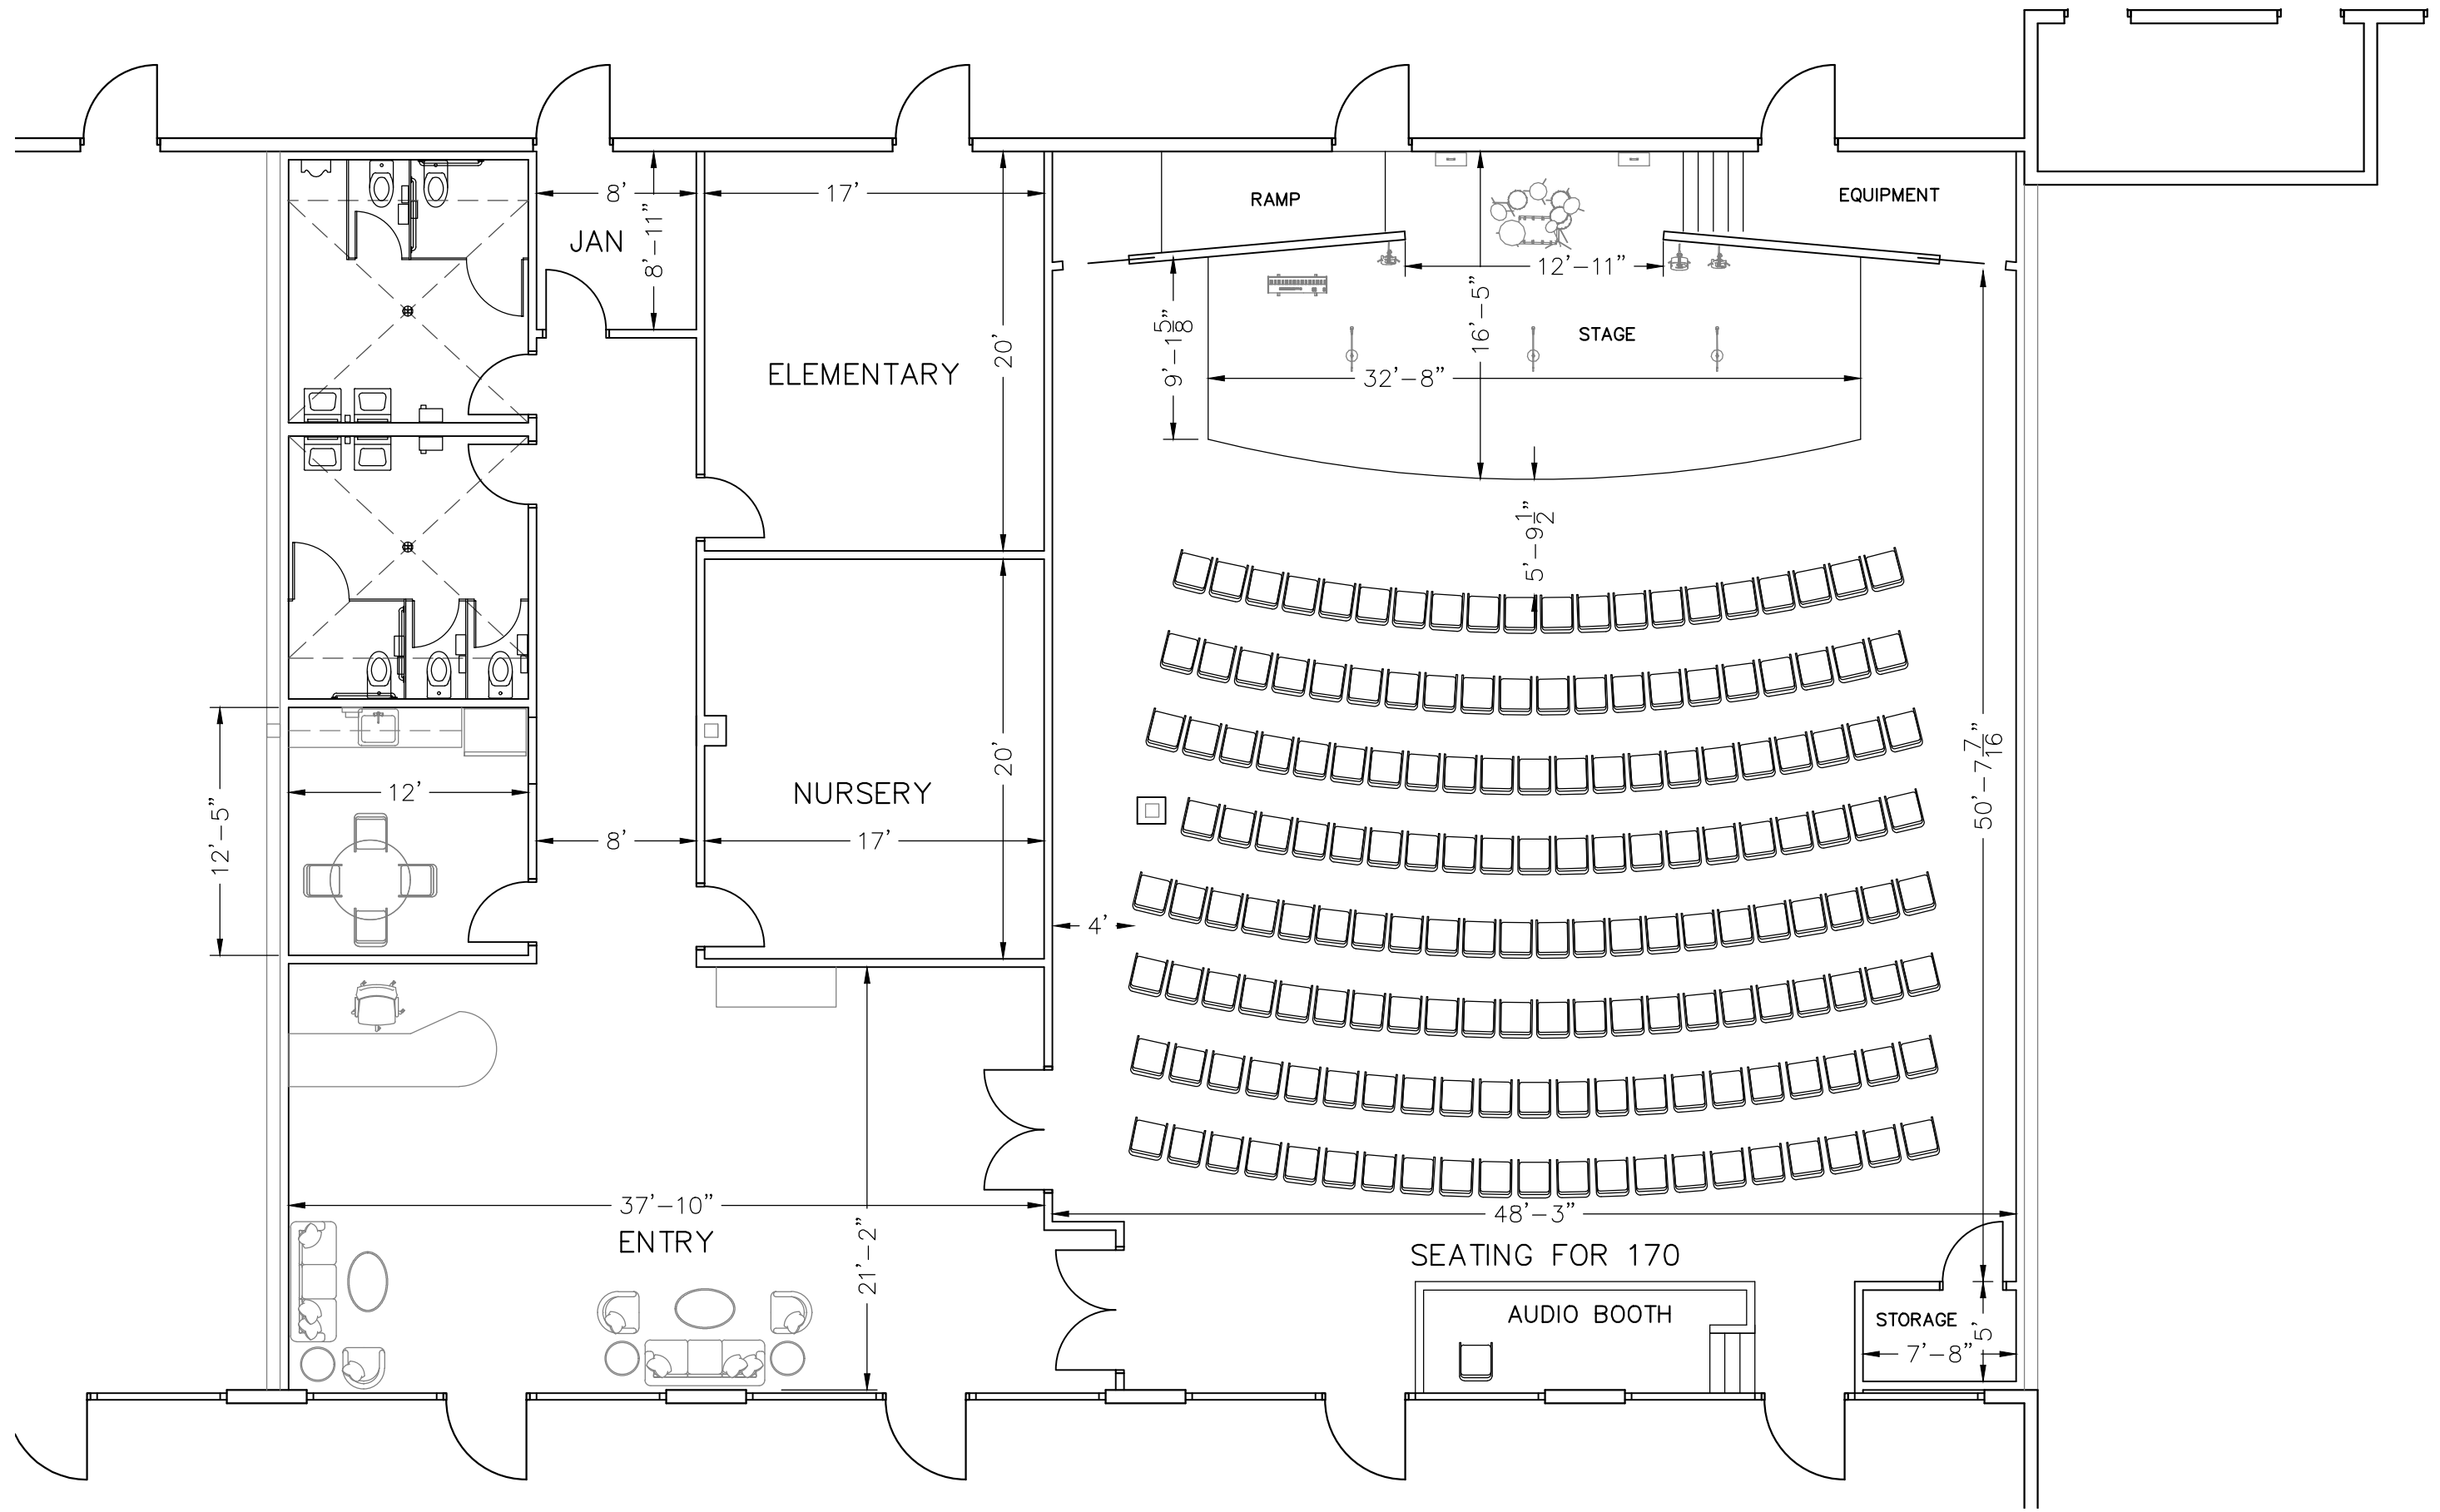 8'
17'
RAMP
EQUIPMENT
JAN
8'-11"
12'-11"
16'-5"
9'-1 5/8"
STAGE
20'
ELEMENTARY
32'-8"
5'-9 1/2"
50'-7 7/16"
20'
12'
NURSERY
12'-5"
8'
17'
4'
37'-10"
48'-3"
ENTRY
21'-2"
SEATING FOR 170
AUDIO BOOTH
STORAGE
5'
7'-8"